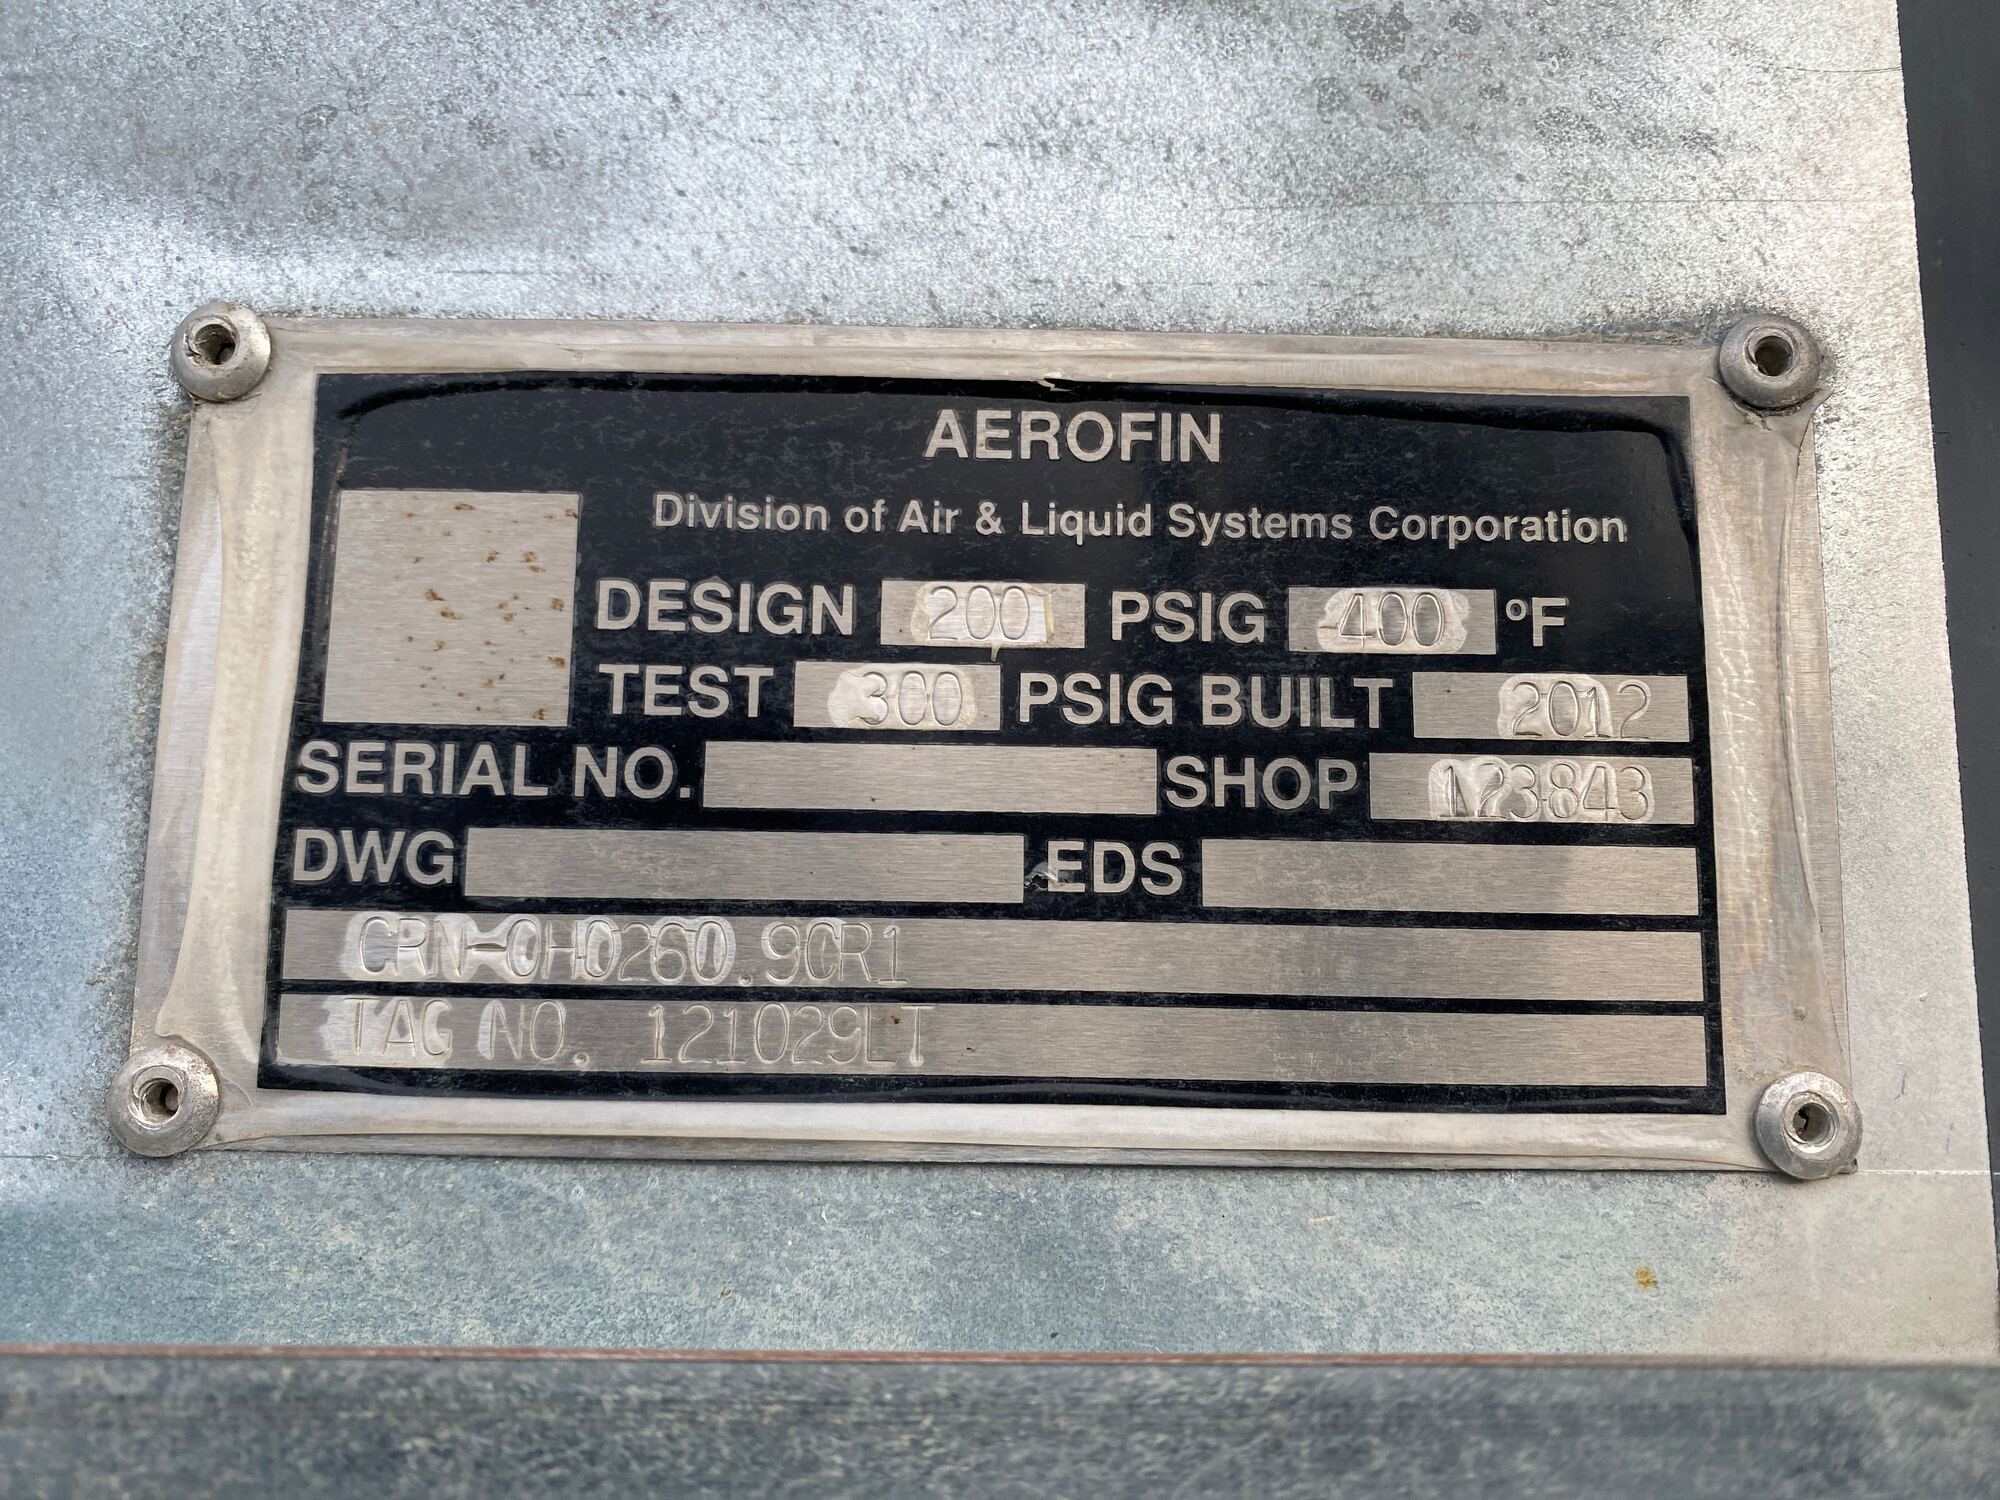 AEROFIN
Division of Air & Liquid Systems Corporation
DESIGN 200 PSIG 400 °F
TEST 300 PSIG BUILT 2012
SERIAL NO. SHOP 123843
DWG EDS
CRN-0H0260.9CR1
TAG NO. 121029LT